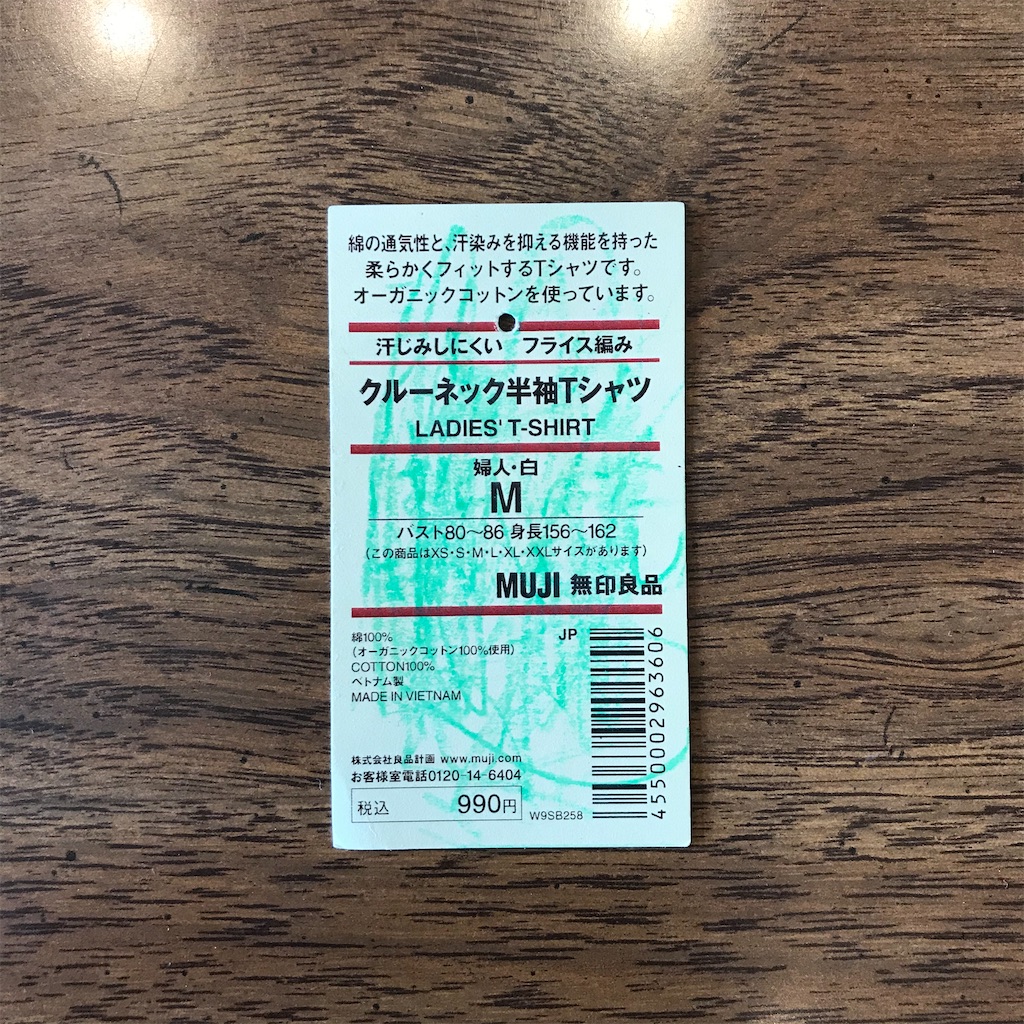 綿の通気性と、汗染みを抑える機能を持った
柔らかくフィットするTシャツです。
オーガニックコットンを使っています。
汗じみしにくい　フライス編み
クルーネック半袖Tシャツ
LADIES' T-SHIRT
婦人・白
M
バスト80〜86 身長156〜162
(この商品はXS・S・M・L・XL・XXLサイズがあります)
MUJI 無印良品
綿100%
(オーガニックコットン100%使用)
COTTON100%
ベトナム製
MADE IN VIETNAM
JP
4550002963606
株式会社良品計画 www.muji.com
お客様室電話0120-14-6404
税込 990円
W9SB258